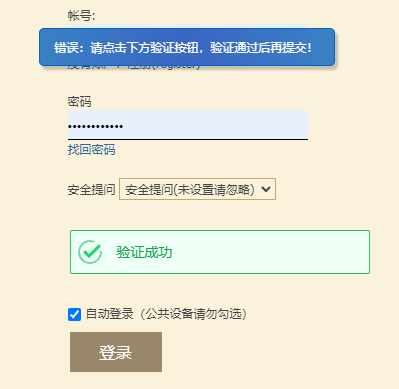 帐号:
错误：请点击下方验证按钮，验证通过后再提交！
(register)
密码
••••••••••••
找回密码
安全提问 安全提问(未设置请忽略)
验证成功
自动登录（公共设备请勿勾选）
登录